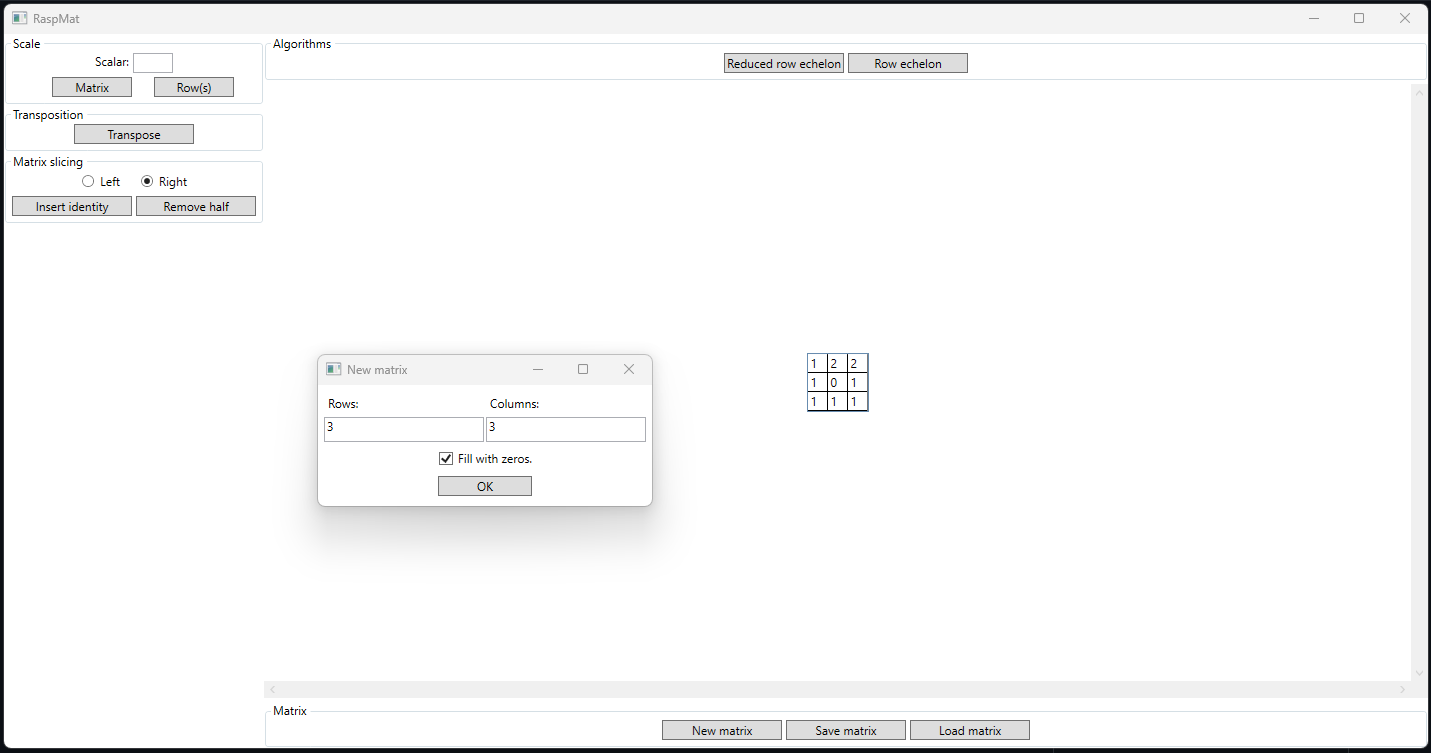 RaspMat
Scale
Scalar:
Matrix Row(s)
Transposition
Transpose
Matrix slicing
Left Right
Insert identity Remove half
Algorithms
Reduced row echelon Row echelon
New matrix
Rows: Columns:
3 3
Fill with zeros.
OK
1 2 2
1 0 1
1 1 1
Matrix
New matrix Save matrix Load matrix